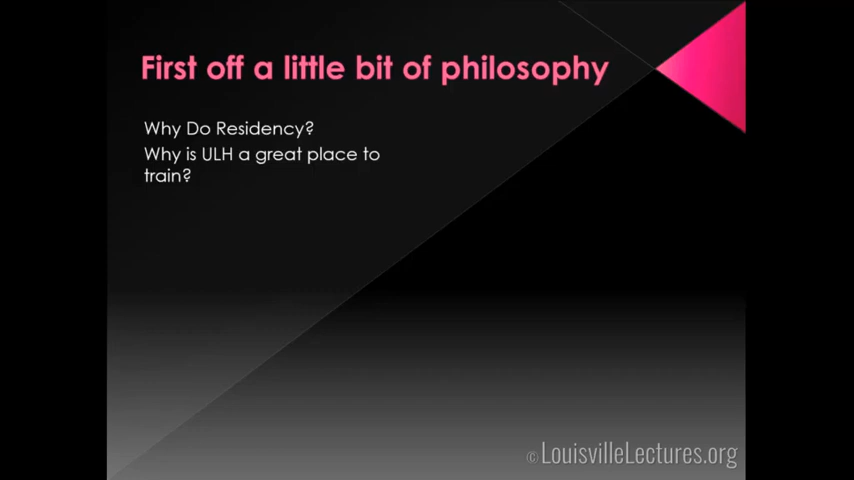 First off a little bit of philosophy
Why Do Residency?
Why is ULH a great place to
train?
© LouisvilleLectures.org